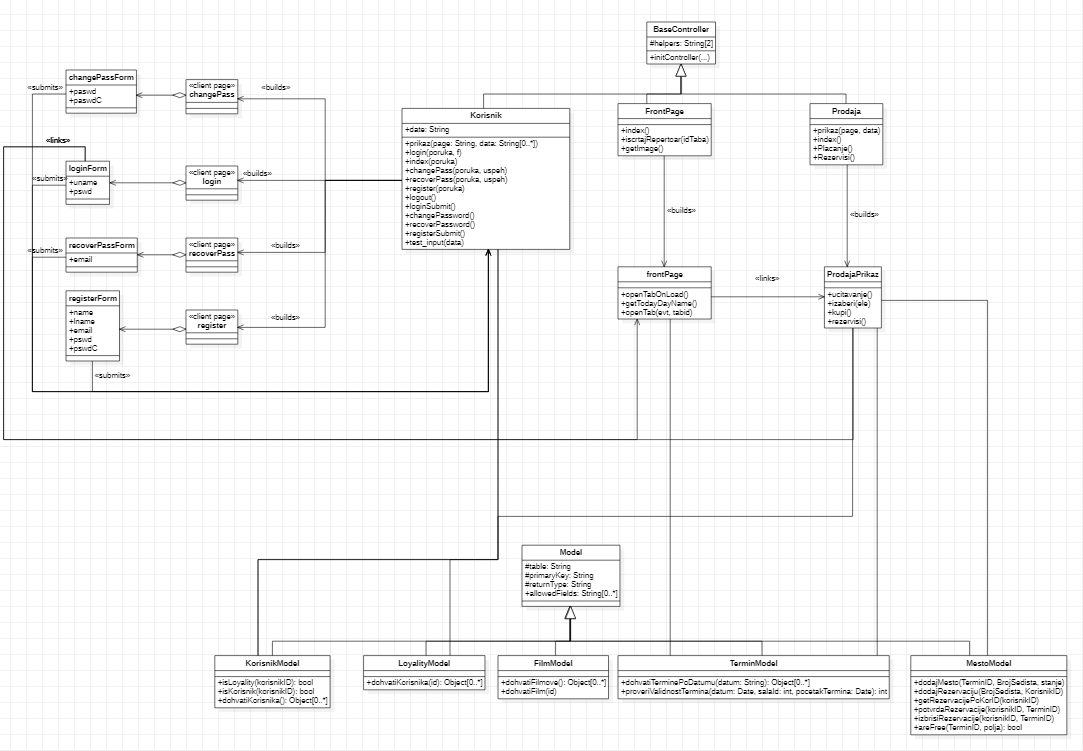 BaseController
#helpers: String[2]
+initController(...)
changePassForm
+paswd
+paswdC
«submits»
«client page»
changePass
«builds»
Korisnik
+date: String
+prikaz(page: String, data: String[0..*])
+login(poruka, f)
+index(poruka)
+changePass(poruka, uspeh)
+recoverPass(poruka, uspeh)
+register(poruka)
+logout()
+loginSubmit()
+changePassword()
+recoverPassword()
+registerSubmit()
+test_input(data)
FrontPage
+index()
+iscrtajRepertoar(idTaba)
+getImage()
Prodaja
+prikaz(page, data)
+index()
+Placanje()
+Rezervisi()
«links»
loginForm
+uname
+pswd
«submits»
«client page»
login
«builds»
«builds»
«builds»
recoverPassForm
+email
«submits»
«client page»
recoverPass
«builds»
registerForm
+name
+lname
+email
+pswd
+pswdC
«client page»
register
«builds»
«submits»
frontPage
+openTabOnLoad()
+getTodayDayName()
+openTab(evt, tabid)
«links»
ProdajaPrikaz
+ucitavanje()
+izaberi(ele)
+kupi()
+rezervisi()
Model
#table: String
#primaryKey: String
#returnType: String
+allowedFields: String[0..*]
KorisnikModel
+isLoyality(korisnikID): bool
+isKorisnik(korisnikID): bool
+dohvatiKorisnika(): Object[0..*]
LoyalityModel
+dohvatiKorisnika(id): Object[0..*]
FilmModel
+dohvatiFilmove(): Object[0..*]
+dohvatiFilm(id)
TerminModel
+dohvatiTerminePoDatumu(datum: String): Object[0..*]
+proveriValidnostTermina(datum: Date, salaId: int, pocetakTermina: Date): int
MestoModel
+dodajMesto(TerminID, BrojSedista, stanje)
+dodajRezervaciju(BrojSedista, KorisnikID)
+getRezervacijePoKorID(korisnikID)
+potvrdaRezervacije(korisnikID, TerminID)
+izbrisiRezervacije(korisnikID, TerminID)
+areFree(TerminID, polja): bool